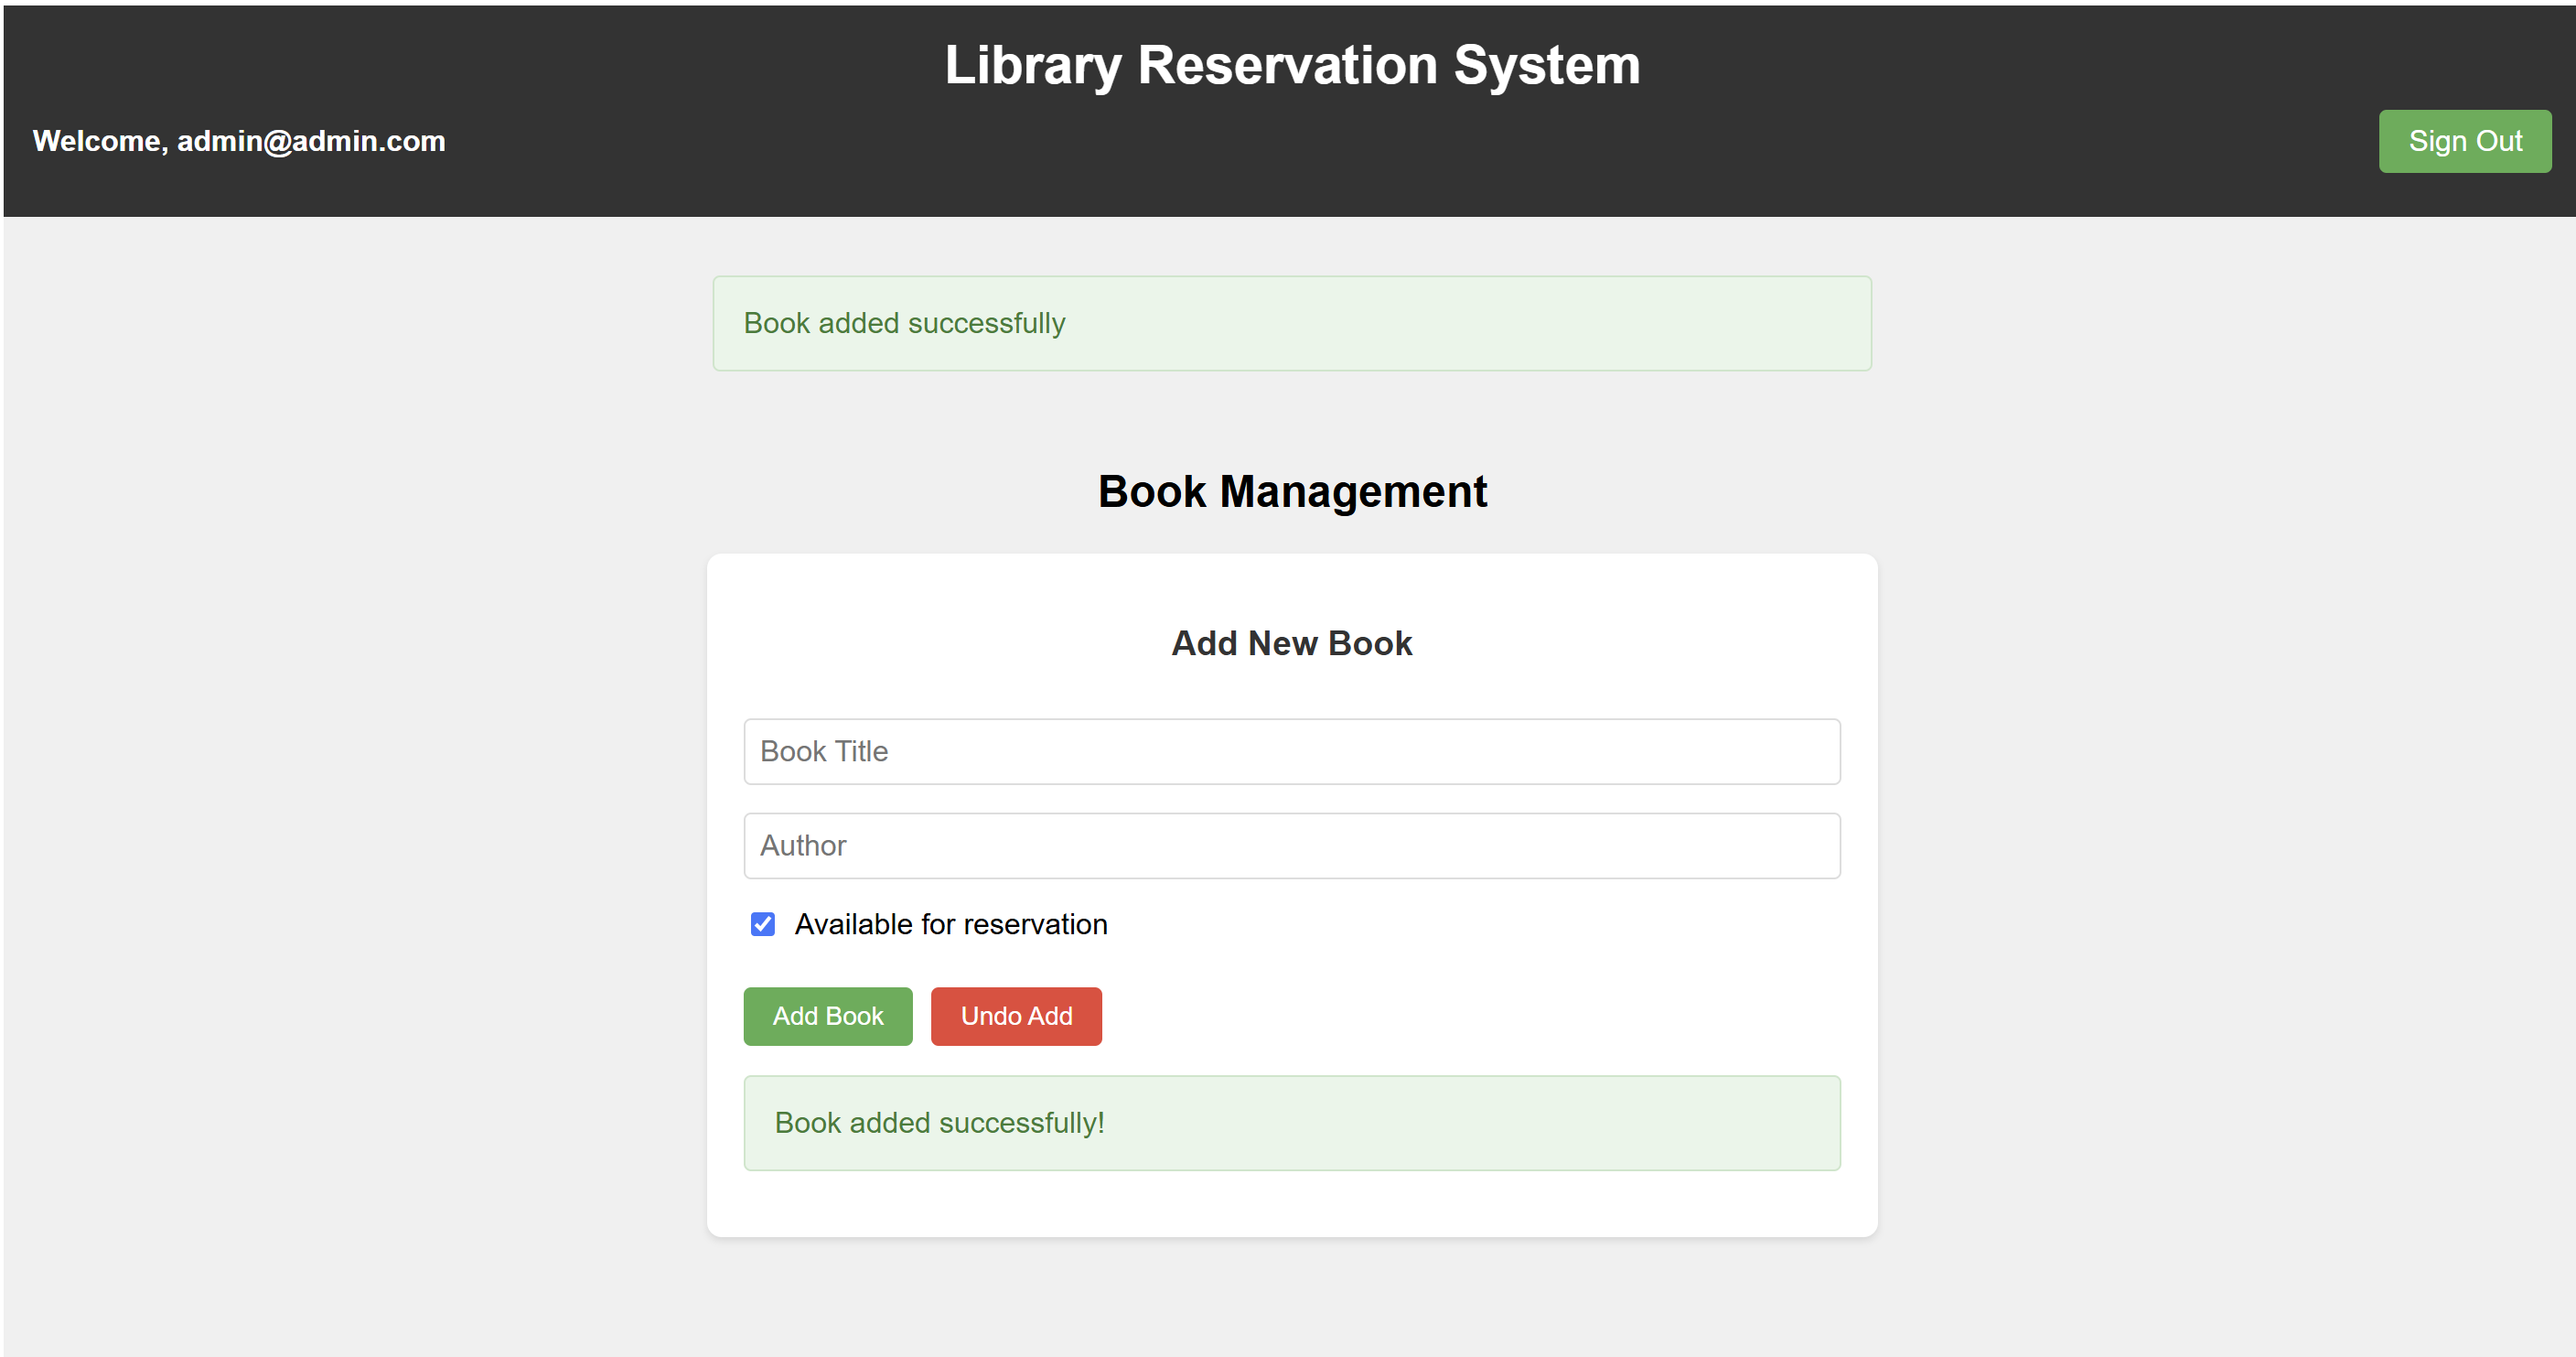 Library Reservation System
Welcome, admin@admin.com
Sign Out
Book added successfully
Book Management
Add New Book
Book Title
Author
Available for reservation
Add Book
Undo Add
Book added successfully!